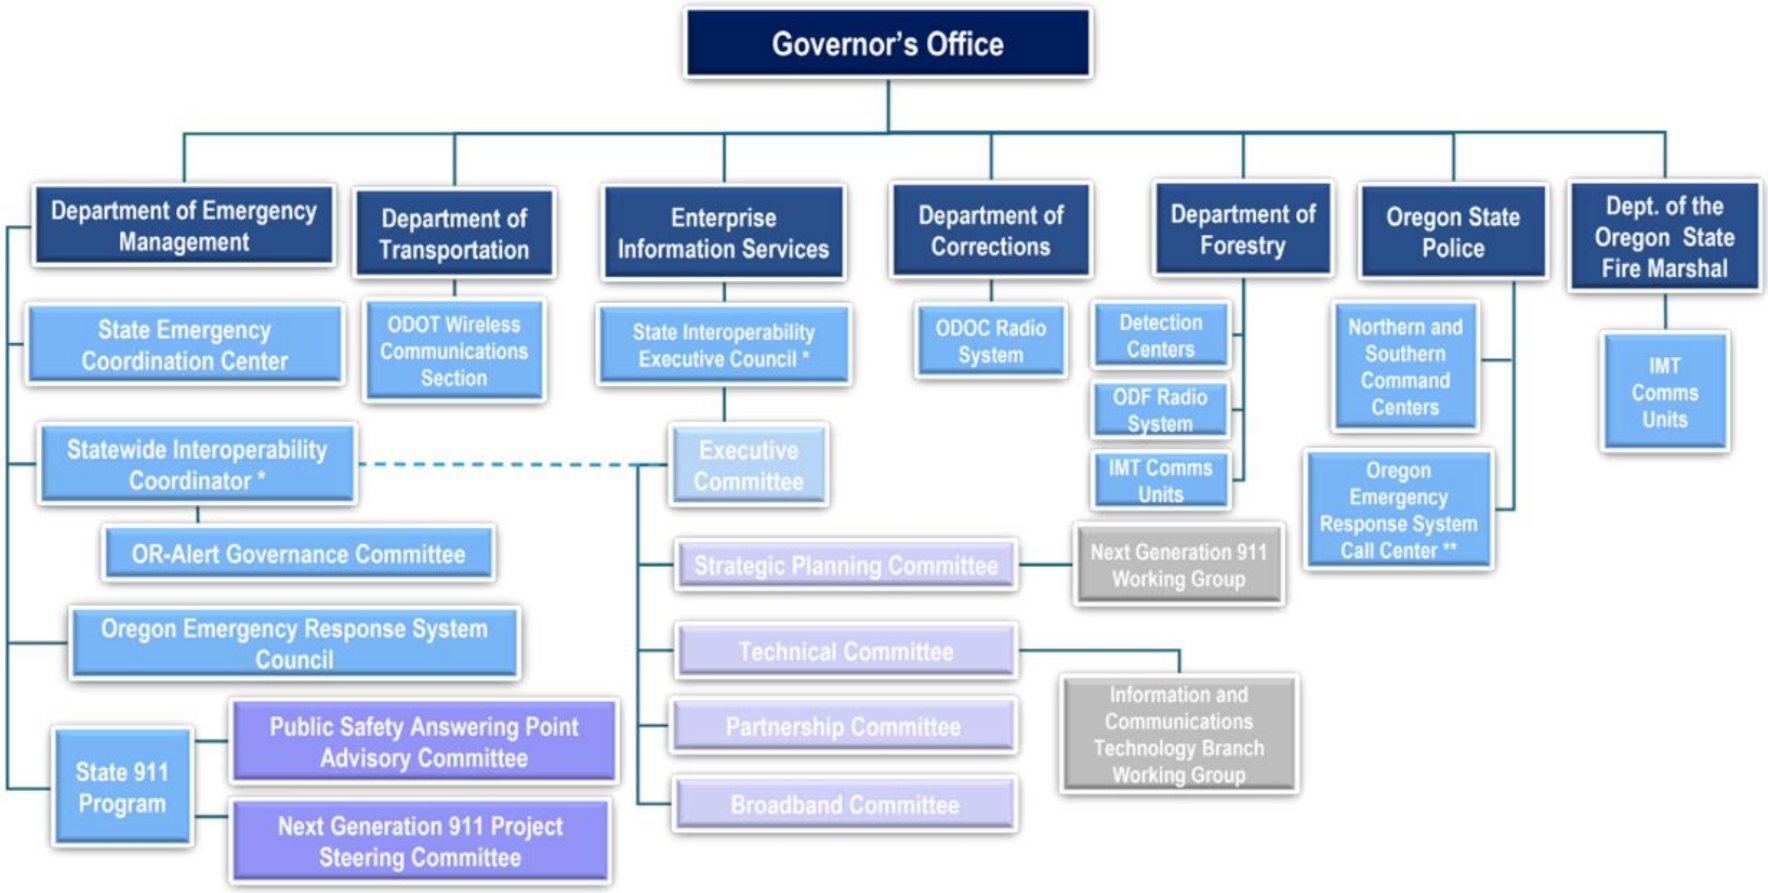 Governor’s Office
Department of Emergency
Management
Department of
Transportation
Enterprise
Information Services
Department of
Corrections
Department of
Forestry
Oregon State
Police
Dept. of the
Oregon State
Fire Marshal
State Emergency
Coordination Center
ODOT Wireless
Communications
Section
State Interoperability
Executive Council *
ODOC Radio
System
Detection
Centers
ODF Radio
System
IMT Comms
Units
Northern and
Southern
Command
Centers
IMT
Comms
Units
Statewide Interoperability
Coordinator *
Executive
Committee
Oregon
Emergency
Response System
Call Center **
OR-Alert Governance Committee
Strategic Planning Committee
Next Generation 911
Working Group
Oregon Emergency Response System
Council
Technical Committee
Information and
Communications
Technology Branch
Working Group
Partnership Committee
Broadband Committee
State 911
Program
Public Safety Answering Point
Advisory Committee
Next Generation 911 Project
Steering Committee